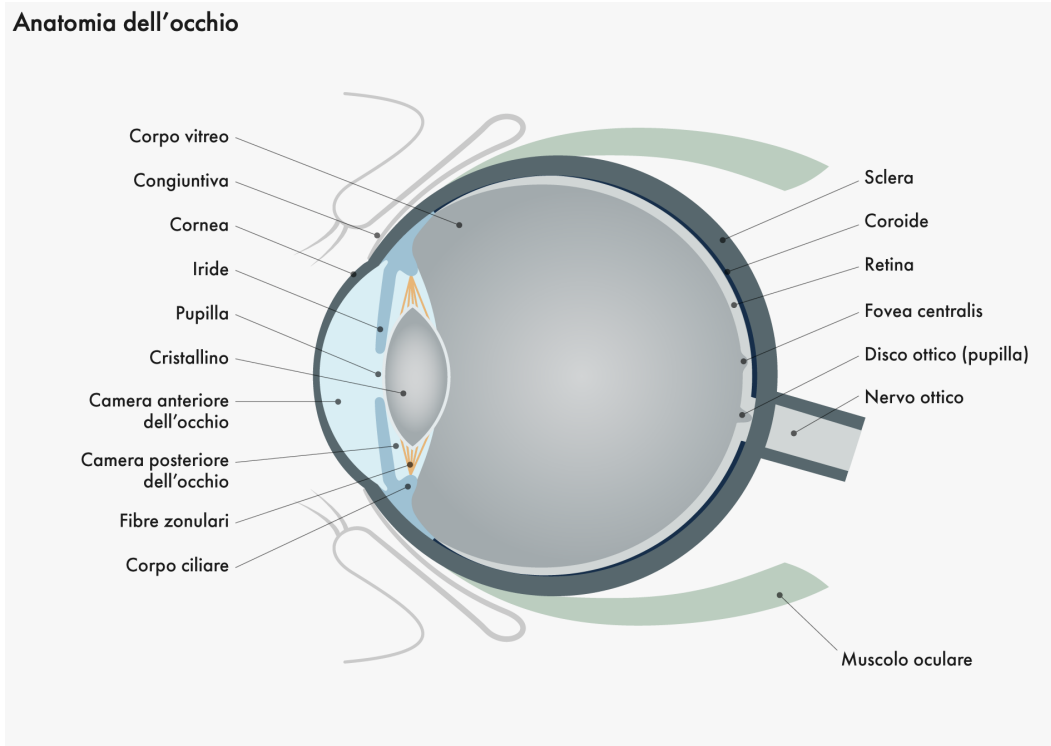 Anatomia dell'occhio
Corpo vitreo
Congiuntiva
Cornea
Iride
Pupilla
Cristallino
Camera anteriore
dell'occhio
Camera posteriore
dell'occhio
Fibre zonulari
Corpo ciliare
Sclera
Coroide
Retina
Fovea centralis
Disco ottico (pupilla)
Nervo ottico
Muscolo oculare